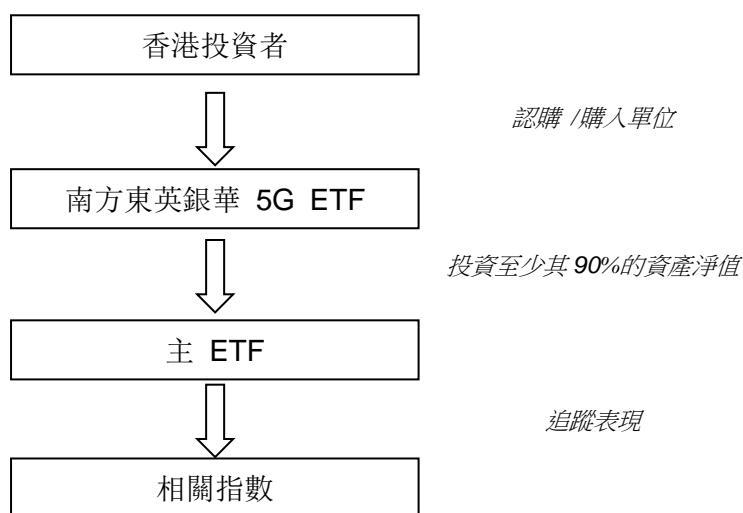 香港投資者
認購 /購入單位
南方東英銀華 5G ETF
投資至少其 90%的資產淨值
主 ETF
追蹤表現
相關指數